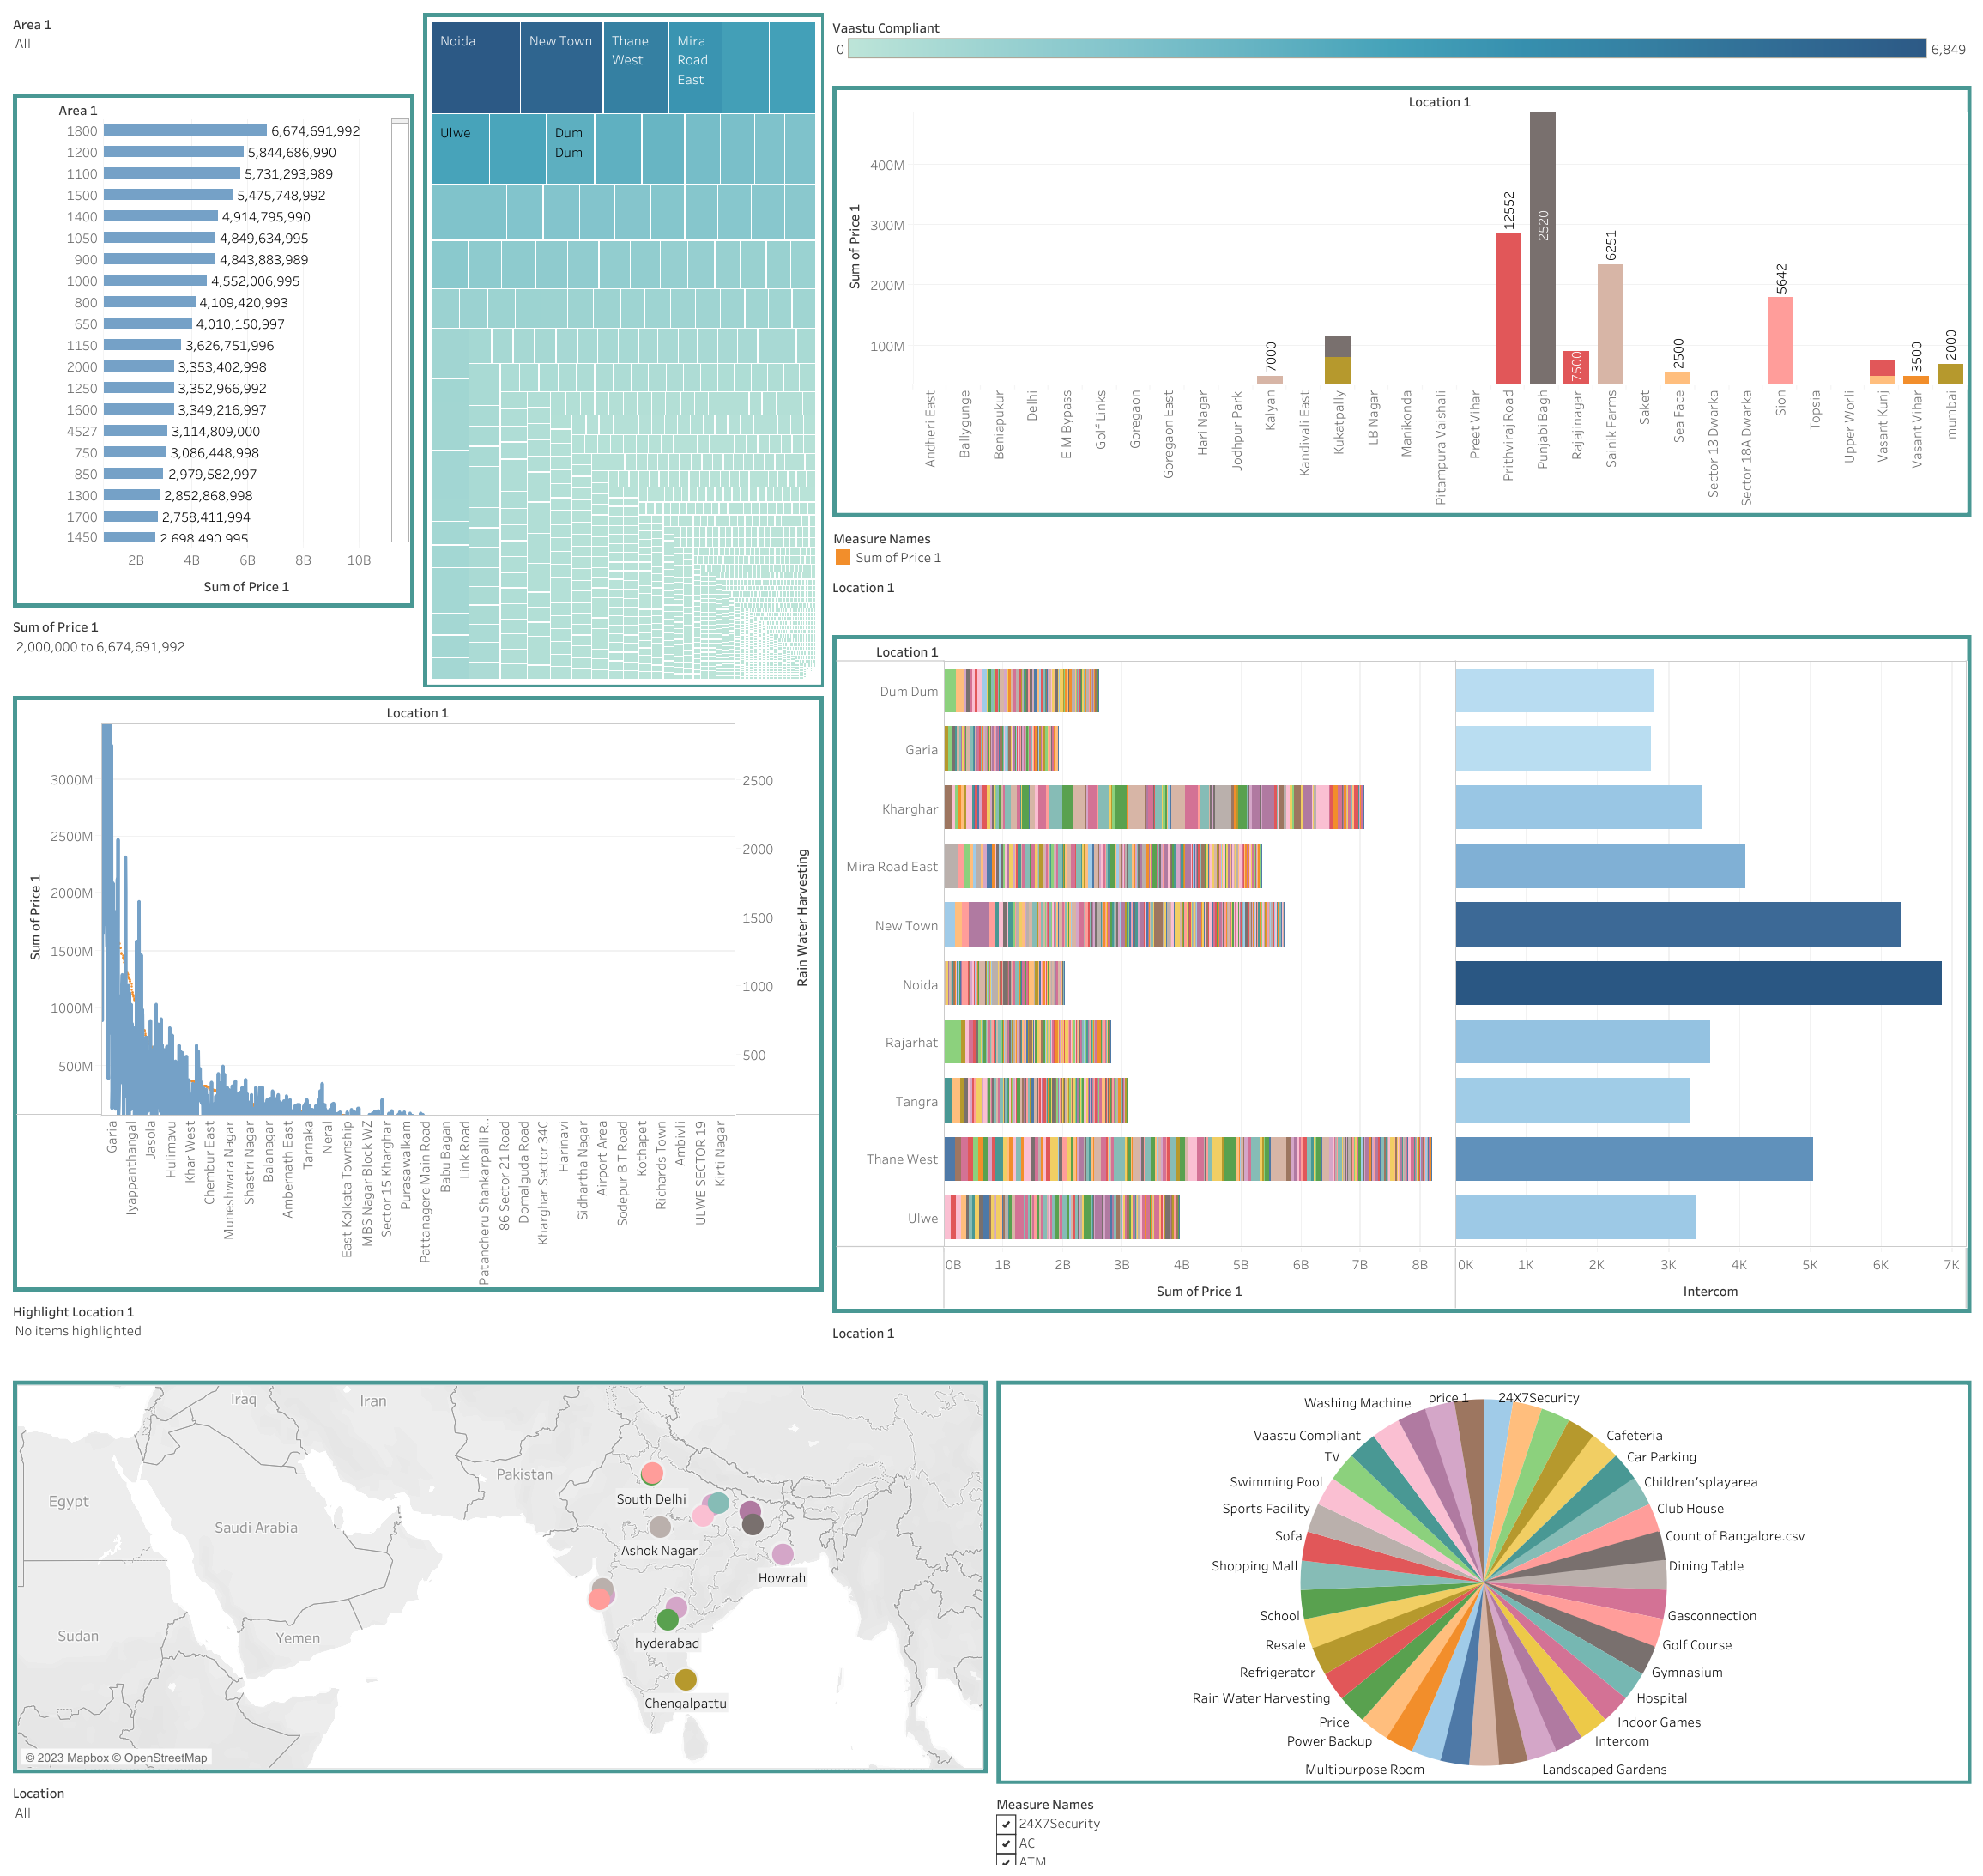 Area 1
All
Area 1
1800 6,674,691,992
1200 5,844,686,990
1100 5,731,293,989
1500 5,475,748,992
1400 4,914,795,990
1050 4,849,634,995
900 4,843,883,989
1000 4,552,006,995
800 4,109,420,993
650 4,010,150,997
1150 3,626,751,996
2000 3,353,402,998
1250 3,352,966,992
1600 3,349,216,997
4527 3,114,809,000
750 3,086,448,998
850 2,979,582,997
1300 2,852,868,998
1700 2,758,411,994
1450 2,698,490,995
2B 4B 6B 8B 10B
Sum of Price 1
Sum of Price 1
2,000,000 to 6,674,691,992
Noida
New Town
Thane
West
Mira
Road
East
Ulwe
Dum
Dum
Vaastu Compliant
0 6,849
Location 1
Sum of Price 1
400M
300M
200M
100M
7000
12552
2520
7500
6251
2500
5642
3500
2000
Andheri East
Ballygunge
Beniapukur
Delhi
E M Bypass
Golf Links
Goregaon
Goregaon East
Hari Nagar
Jodhpur Park
Kalyan
Kandivali East
Kukatpally
LB Nagar
Manikonda
Pitampura Vaishali
Preet Vihar
Prithviraj Road
Punjabi Bagh
Rajajinagar
Sainik Farms
Saket
Sea Face
Sector 13 Dwarka
Sector 18A Dwarka
Sion
Topsia
Upper Worli
Vasant Kunj
Vasant Vihar
mumbai
Measure Names
Sum of Price 1
Location 1
Location 1
Sum of Price 1
3000M
2500M
2000M
1500M
1000M
500M
2500
2000
1500
1000
500
Rain Water Harvesting
Garia
Iyappanthangal
Jasola
Hulimavu
Khar West
Chembur East
Muneshwara Nagar
Shastri Nagar
Balanagar
Ambernath East
Tarnaka
Neral
East Kolkata Township
MBS Nagar Block WZ
Sector 15 Kharghar
Purasawalkam
Pattanagere Main Road
Babu Bagan
Link Road
Patancheru Shankarpalli R..
86 Sector 21 Road
Domalguda Road
Kharghar Sector 34C
Harinavi
Sidhartha Nagar
Airport Area
Sodepur B T Road
Kothapet
Richards Town
Ambivli
ULWE SECTOR 19
Kirti Nagar
Highlight Location 1
No items highlighted
Location 1
Dum Dum
Garia
Kharghar
Mira Road East
New Town
Noida
Rajarhat
Tangra
Thane West
Ulwe
0B 1B 2B 3B 4B 5B 6B 7B 8B
0K 1K 2K 3K 4K 5K 6K 7K
Sum of Price 1
Intercom
Location 1
Iraq
Iran
Pakistan
Egypt
Saudi Arabia
Sudan
Yemen
South Delhi
Ashok Nagar
Howrah
hyderabad
Chengalpattu
© 2023 Mapbox © OpenStreetMap
Location
All
price 1
24X7Security
Washing Machine
Vaastu Compliant
Cafeteria
TV
Car Parking
Swimming Pool
Children'splayarea
Sports Facility
Club House
Sofa
Count of Bangalore.csv
Shopping Mall
Dining Table
School
Gasconnection
Resale
Golf Course
Refrigerator
Gymnasium
Rain Water Harvesting
Hospital
Price
Indoor Games
Power Backup
Intercom
Multipurpose Room
Landscaped Gardens
Measure Names
24X7Security
AC
ATM